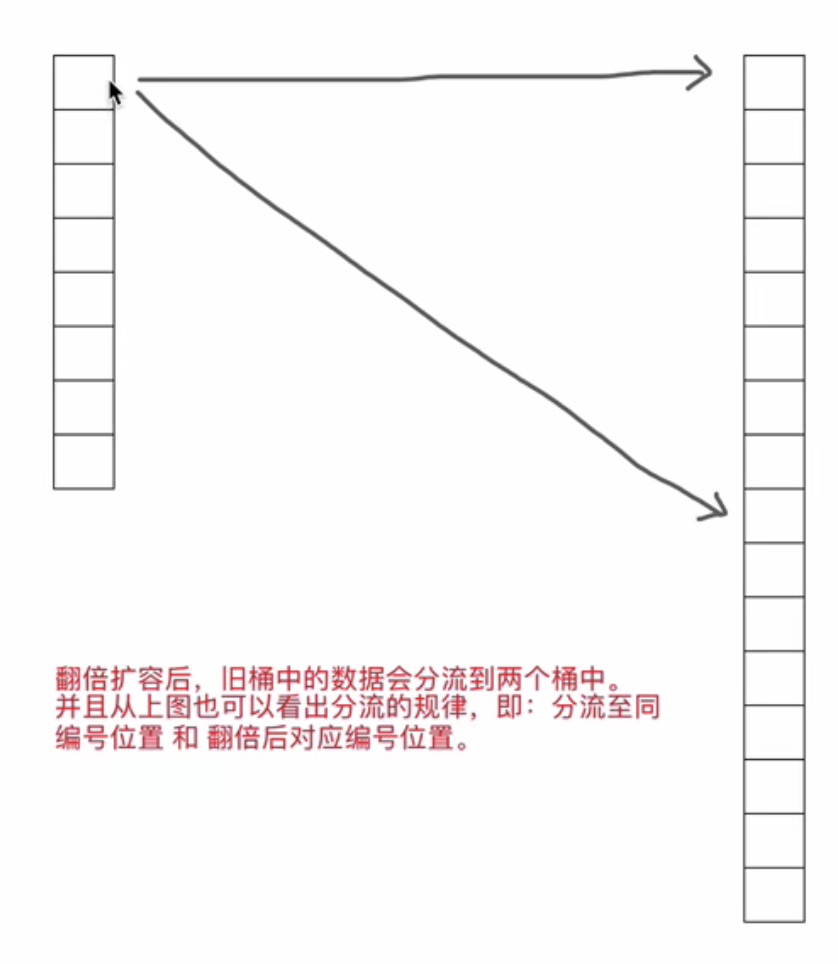 翻倍扩容后，旧桶中的数据会分流到两个桶中。
并且从上图也可以看出分流的规律，即：分流至同
编号位置 和 翻倍后对应编号位置。